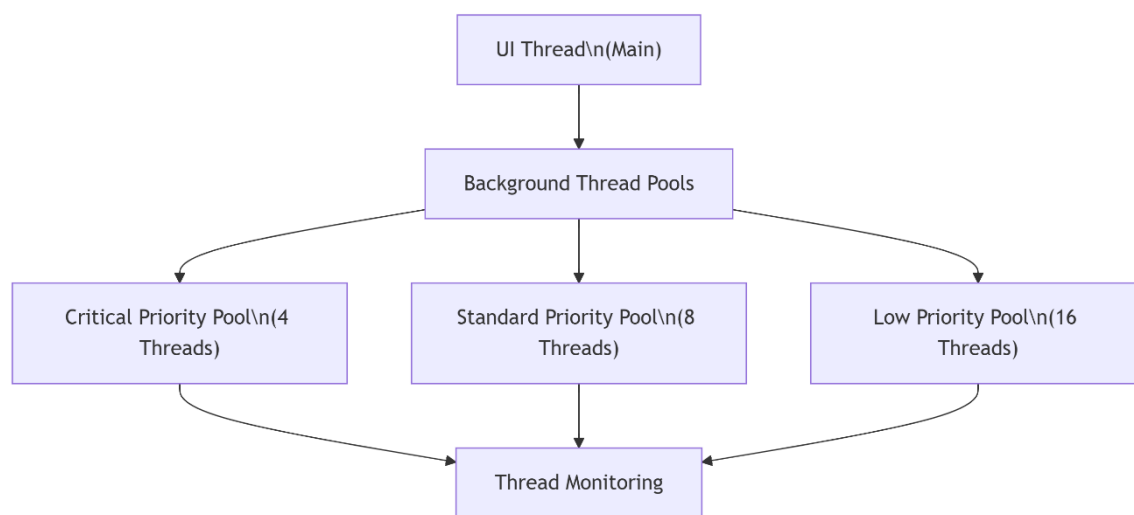 UI Thread\n(Main)
Background Thread Pools
Critical Priority Pool\n(4
Threads)
Standard Priority Pool\n(8
Threads)
Low Priority Pool\n(16
Threads)
Thread Monitoring